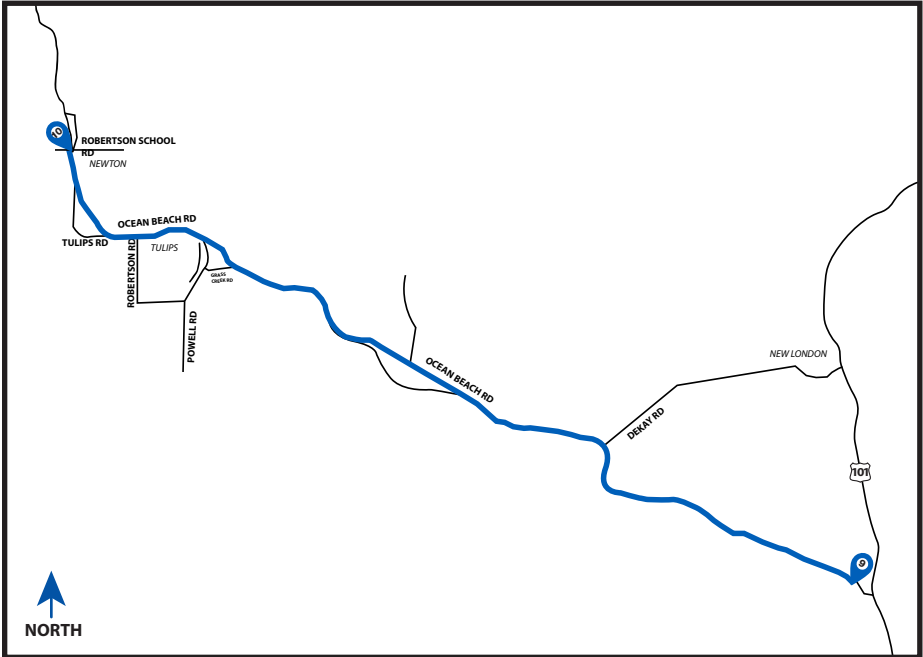 10
ROBERTSON SCHOOL
RD
NEWTON
OCEAN BEACH RD
TULIPS RD
TULIPS
ROBERTSON RD
GRASS
CREEK RD
POWELL RD
OCEAN BEACH RD
NEW LONDON
DEKAY RD
101
9
NORTH